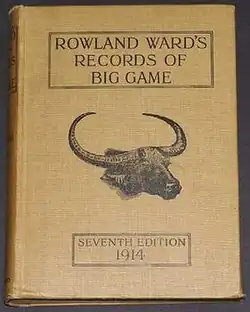 ROWLAND WARD'S
RECORDS OF
BIG GAME
SEVENTH EDITION
1914